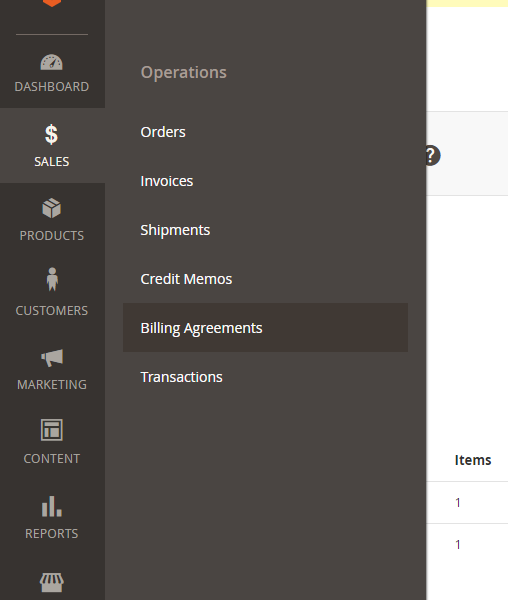 DASHBOARD
$
SALES
PRODUCTS
CUSTOMERS
MARKETING
CONTENT
REPORTS
Operations
Orders
Invoices
Shipments
Credit Memos
Billing Agreements
Transactions
?
Items
1
1